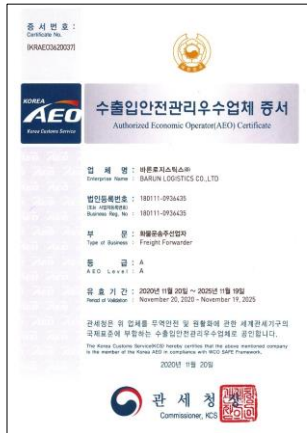 증 서 번 호 :
Certificate No.
[KRAEO3620037]
KOREA
AEO
Korea Customs Service
수출입안전관리우수업체 증서
Authorized Economic Operator(AEO) Certificate
업 체 명 : 바른로지스틱스㈜
Enterprise Name : BARUN LOGISTICS CO.,LTD
법인등록번호 : 180111-0936435
(또는 사업자등록번호)
Business Reg. No : 180111-0936435
부 문 : 화물운송주선업자
Type of Business : Freight Forwarder
등 급 : A
AEO Level : A
유 효 기 간 : 2020년 11월 20일 ~ 2025년 11월 19일
Period of Validation : November 20, 2020 ~ November 19, 2025
관세청은 위 업체를 무역안전 및 원활화에 관한 세계관세기구의
국제표준에 부합하는 수출입안전관리우수업체로 공인합니다.
The Korea Customs Service(KCS) hereby certifies that the above mentioned company
is the member of the Korea AEO in compliance with WCO SAFE Framework.
2020년 11월 20일
관 세 청 장
Commissioner, KCS